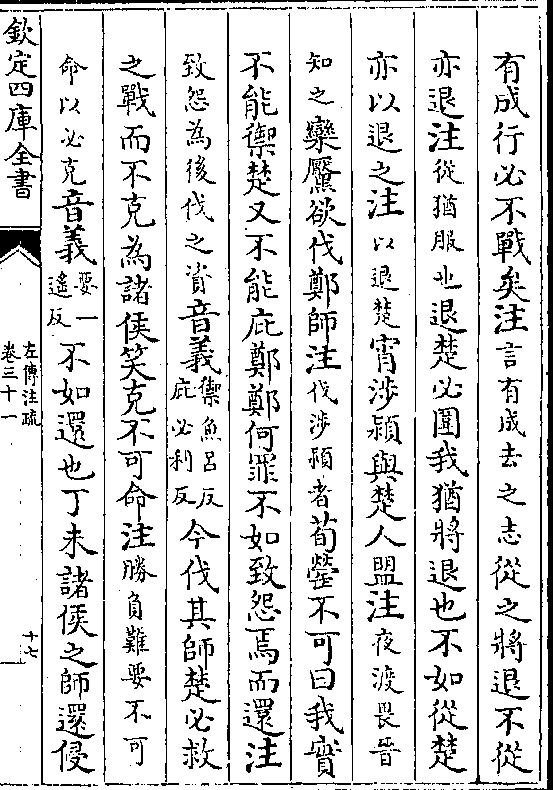 有成行必不戰矣注言有成去之志從之將退不從
亦退注從猶服也退楚必圍我猶將退也不如從楚
亦以退之注以退楚宵渉潁與楚人盟注夜渡畏晉
知之欒黶欲伐鄭師注伐涉潁者荀罃不可曰我實
不能禦楚又不能庇鄭鄭何罪不如致怨焉而還注
致怨為後伐之資音義禦魚呂反庇必利反今伐其師楚必救
之戰而不克為諸侯笑克不可命注勝負難要不可
命以必克音義要一遙反不如還也丁未諸侯之師還侵
欽定四庫全書
左傳注疏
卷三十一
十七